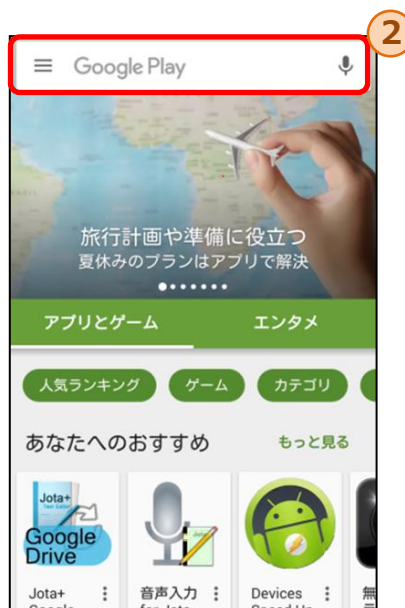 2
Google Play
旅行計画や準備に役立つ
夏休みのプランはアプリで解決
アプリとゲーム エンタメ
人気ランキング ゲーム カテゴリ
あなたへのおすすめ もっと見る
Jota+
Text Editor
Google
Drive
Jota+ 音声入力 Devices 無